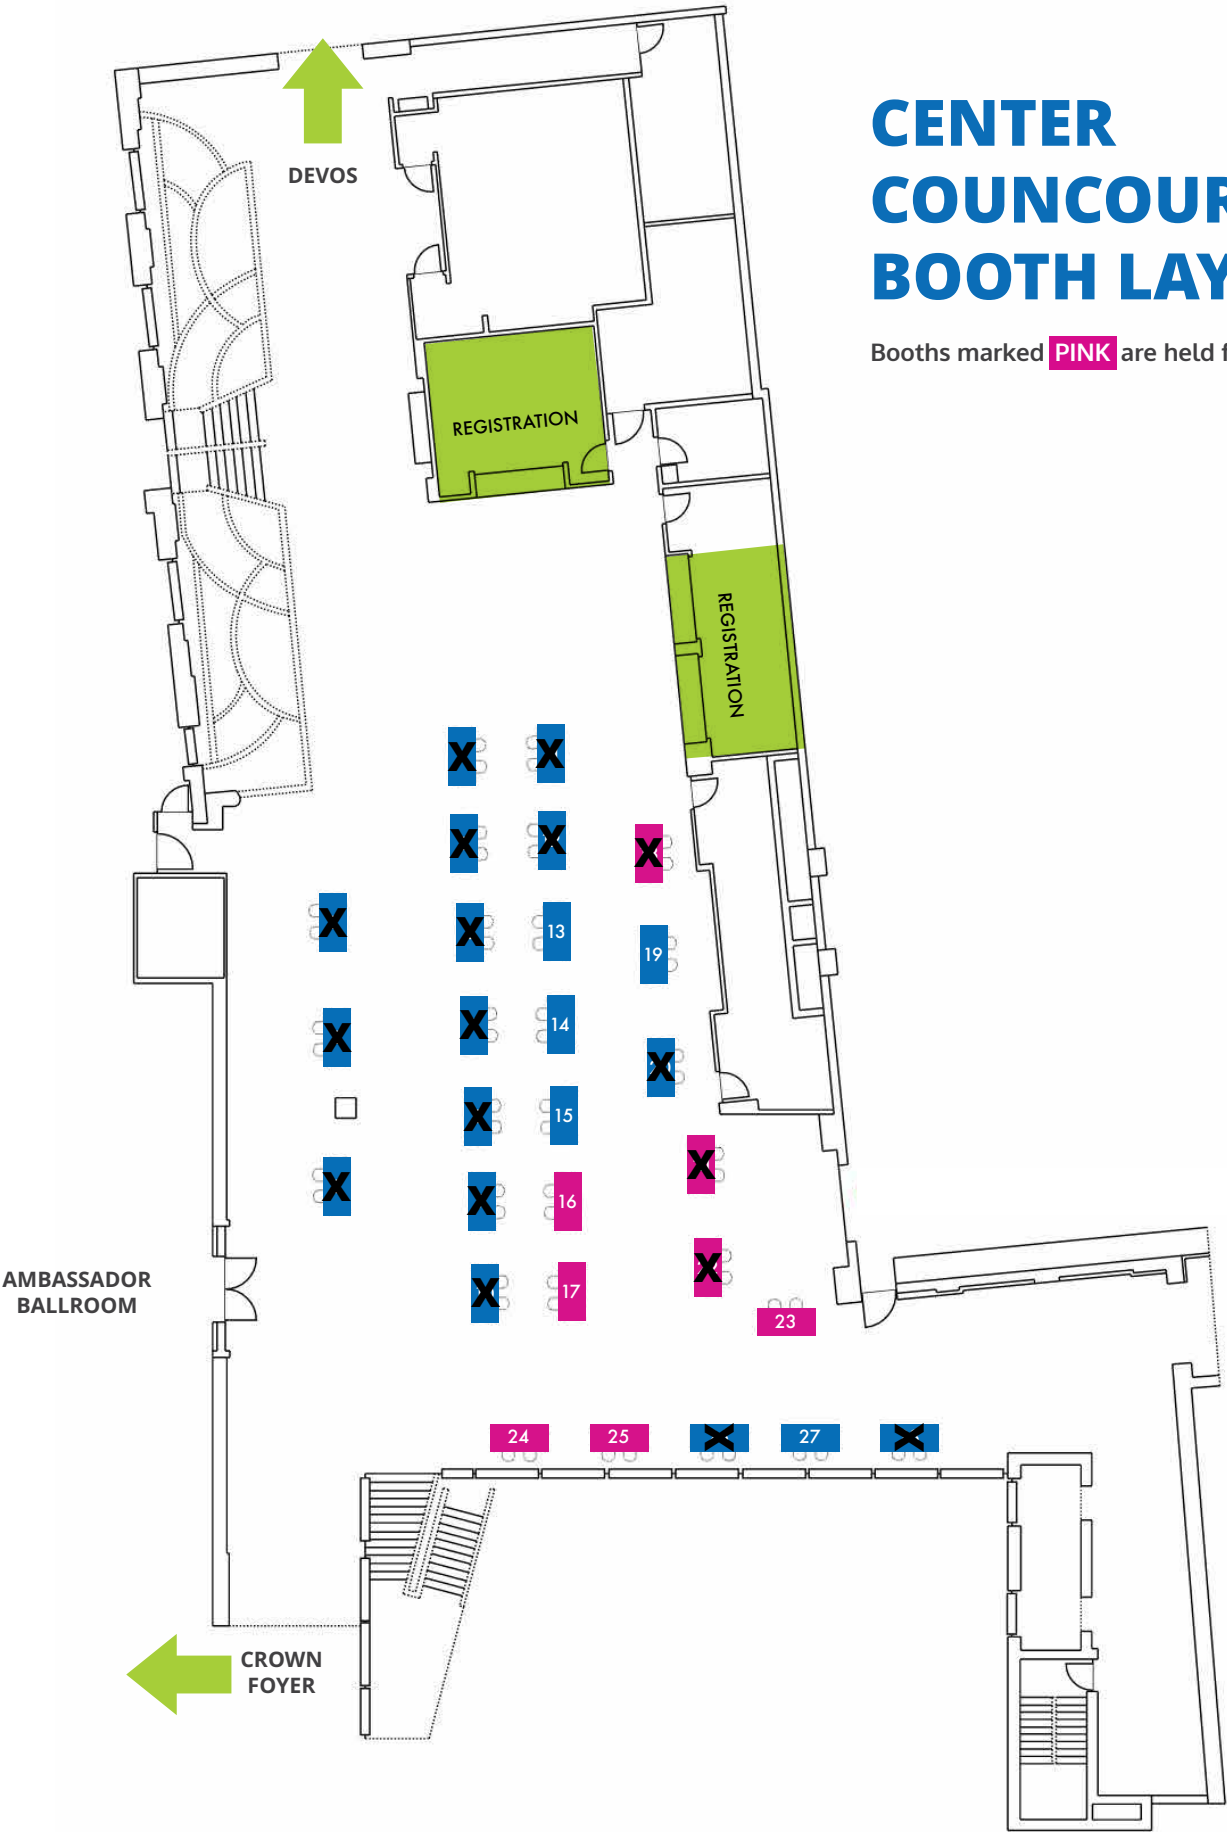 CENTER
COUNCOUR
BOOTH LAY
Booths marked PINK are held f
DEVOS
REGISTRATION
REGISTRATION
X X
X X X
X X 13 19
X X 14 X
X 15 X
X X 16
X 17 X
23
AMBASSADOR
BALLROOM
24 25 X 27 X
CROWN
FOYER